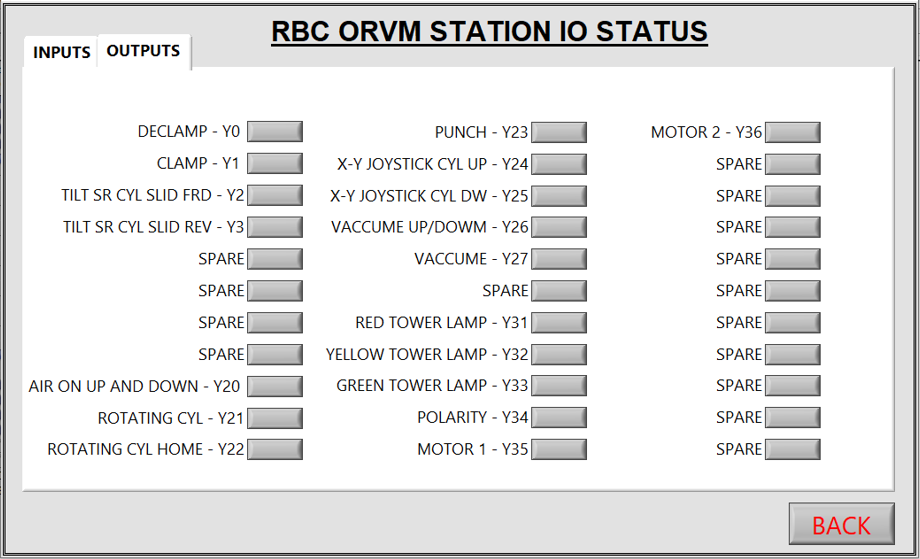 RBC ORVM STATION IO STATUS
INPUTS
OUTPUTS
DECLAMP - Y0
CLAMP - Y1
TILT SR CYL SLID FRD - Y2
TILT SR CYL SLID REV - Y3
SPARE
SPARE
SPARE
SPARE
AIR ON UP AND DOWN - Y20
ROTATING CYL - Y21
ROTATING CYL HOME - Y22
PUNCH - Y23
X-Y JOYSTICK CYL UP - Y24
X-Y JOYSTICK CYL DW - Y25
VACCUME UP/DOWM - Y26
VACCUME - Y27
SPARE
RED TOWER LAMP - Y31
YELLOW TOWER LAMP - Y32
GREEN TOWER LAMP - Y33
POLARITY - Y34
MOTOR 1 - Y35
MOTOR 2 - Y36
SPARE
SPARE
SPARE
SPARE
SPARE
SPARE
SPARE
SPARE
SPARE
SPARE
BACK